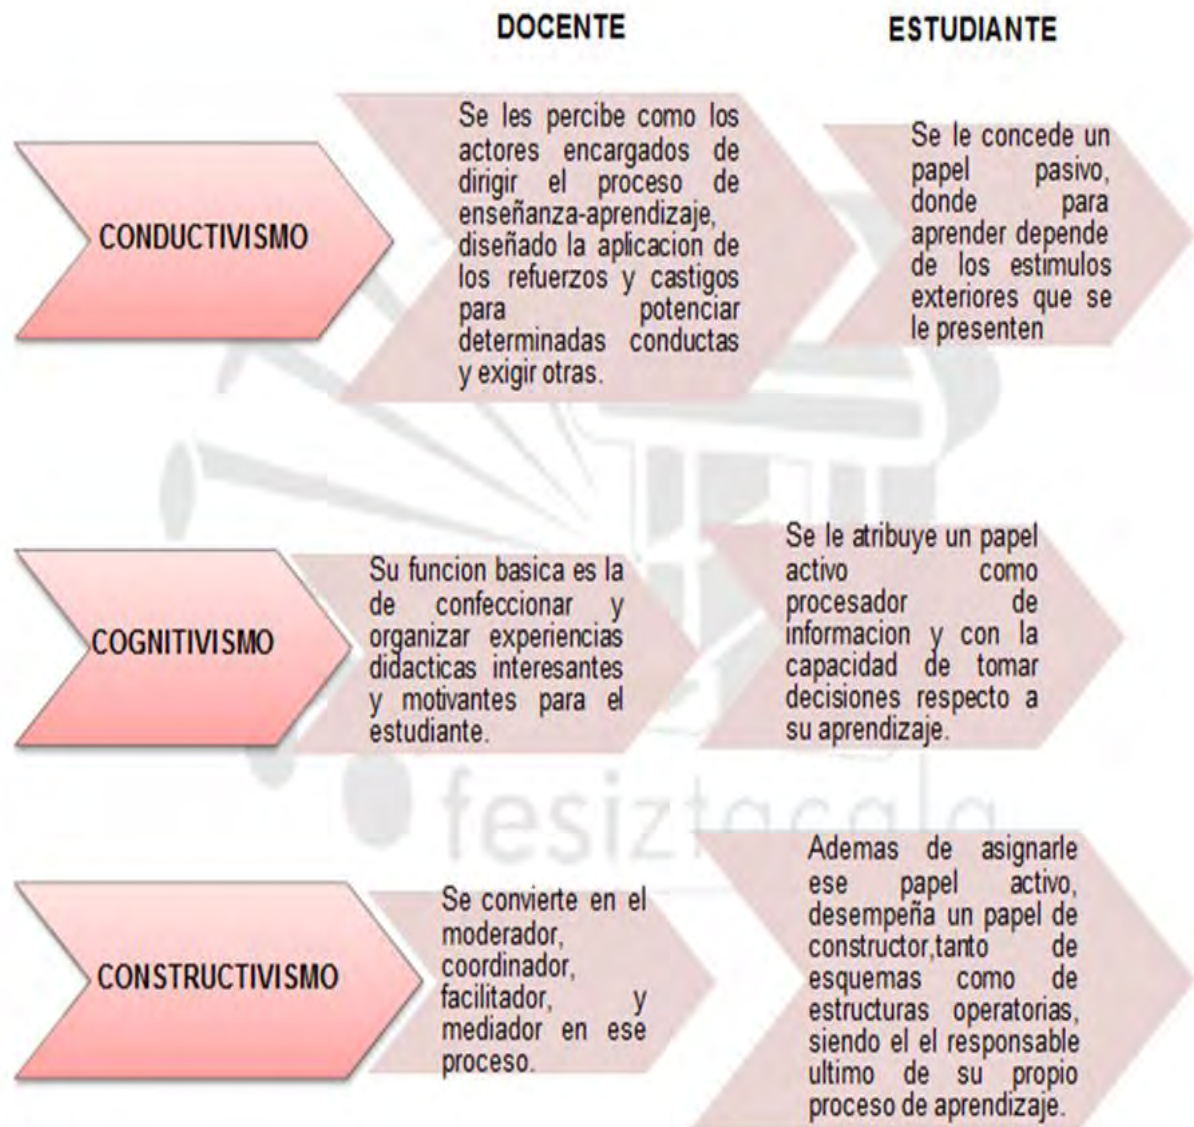 DOCENTE
ESTUDIANTE
CONDUCTIVISMO
Se les percibe como los
actores encargados de
dirigir el proceso de
enseñanza-aprendizaje,
diseñado la aplicacion de
los refuerzos y castigos
para potenciar
determinadas conductas
y exigir otras.
Se le concede un
papel pasivo,
donde para
aprender depende
de los estimulos
exteriores que se
le presenten
COGNITIVISMO
Su funcion basica es la
de confeccionar y
organizar experiencias
didacticas interesantes
y motivantes para el
estudiante.
Se le atribuye un papel
activo como
procesador de
informacion y con la
capacidad de tomar
decisiones respecto a
su aprendizaje.
fesiztacala
CONSTRUCTIVISMO
Se convierte en el
moderador,
coordinador,
facilitador, y
mediador en ese
proceso.
Ademas de asignarle
ese papel activo,
desempeña un papel de
constructor,tanto de
esquemas como de
estructuras operatorias,
siendo el el responsable
ultimo de su propio
proceso de aprendizaje.